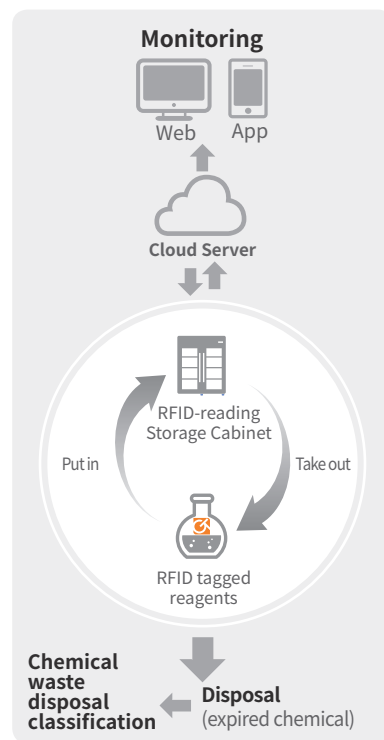 Monitoring
Web App
Cloud Server
RFID-reading
Storage Cabinet
Put in
Take out
RFID tagged
reagents
Chemical
waste
disposal
classification
Disposal
(expired chemical)